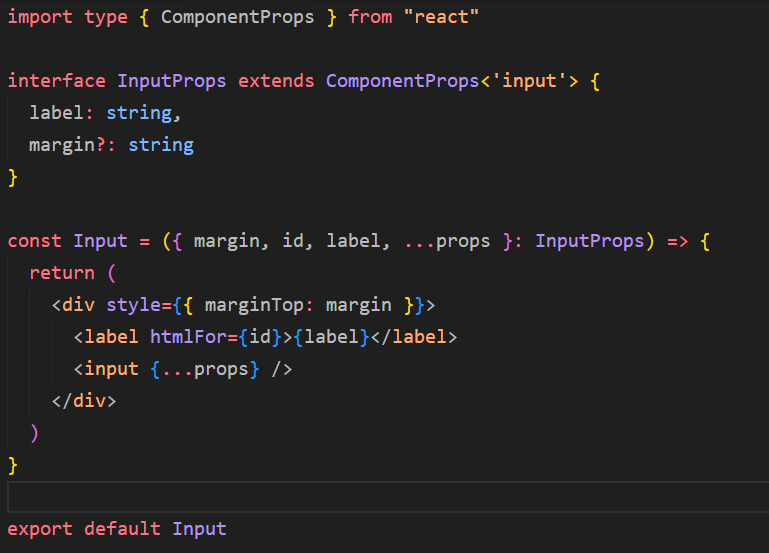 import type { ComponentProps } from "react"
interface InputProps extends ComponentProps<'input'> {
label: string,
margin?: string
}
const Input = ({ margin, id, label, ...props }: InputProps) => {
return (
<div style={{ marginTop: margin }}>
<label htmlFor={id}>{label}</label>
<input {...props} />
</div>
)
}
export default Input